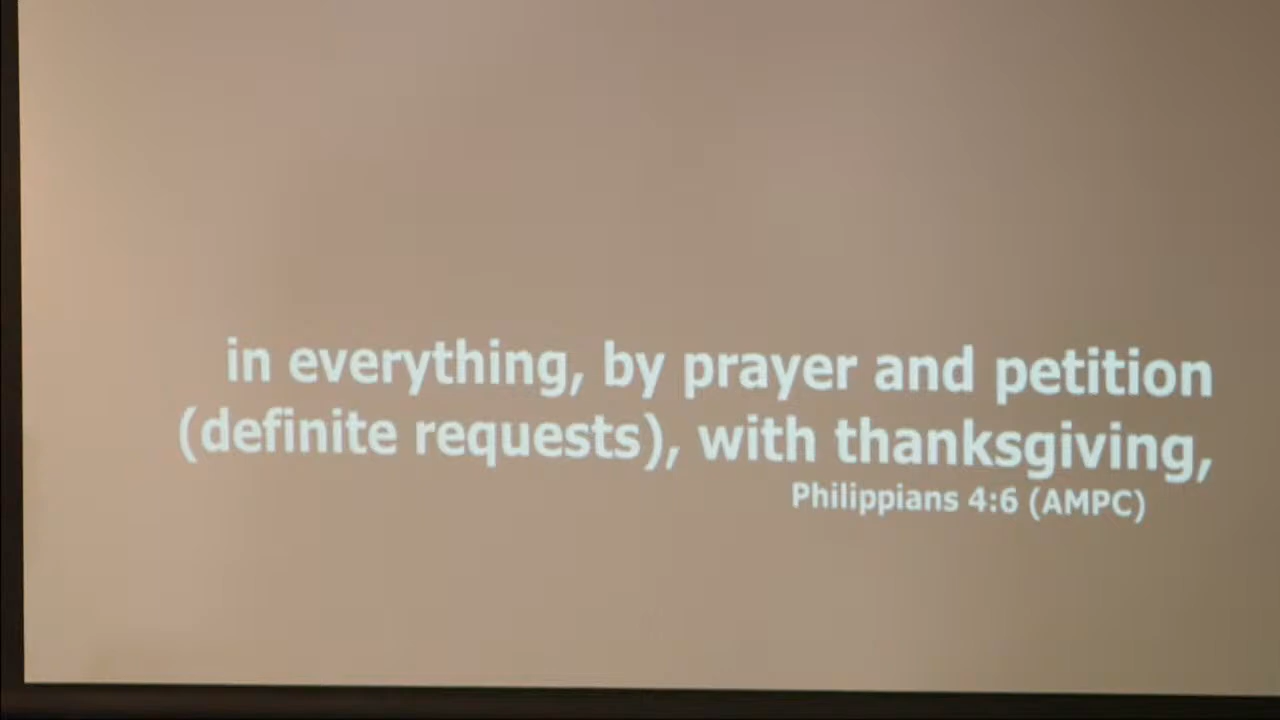 in everything, by prayer and petition
(definite requests), with thanksgiving,
Philippians 4:6 (AMPC)